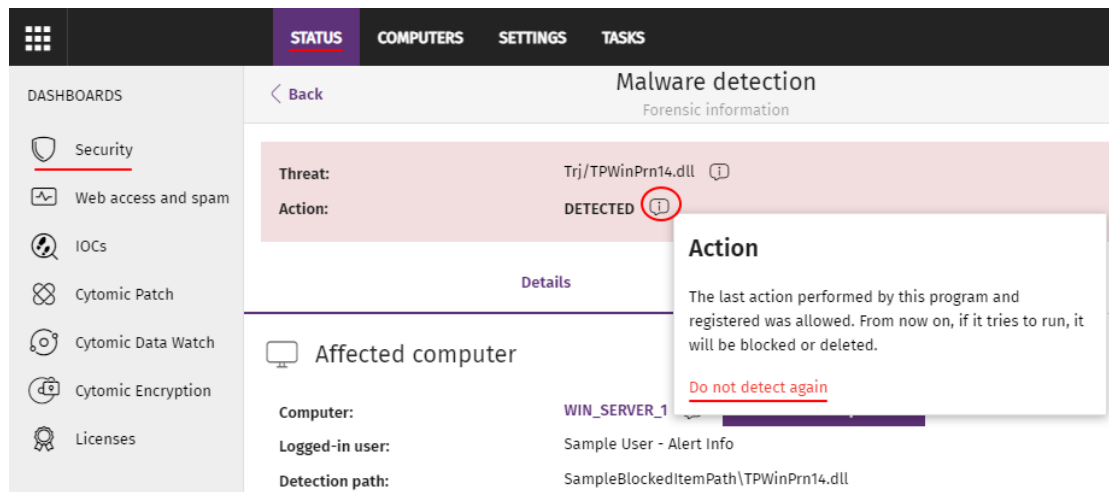 STATUS COMPUTERS SETTINGS TASKS
DASHBOARDS
Security
Web access and spam
IOCs
Cytomic Patch
Cytomic Data Watch
Cytomic Encryption
Licenses
Back
Malware detection
Forensic information
Threat: Trj/TPWinPrn14.dll
Action: DETECTED
Action
The last action performed by this program and
registered was allowed. From now on, if it tries to run, it
will be blocked or deleted.
Do not detect again
Details
Affected computer
Computer: WIN_SERVER_1
Logged-in user: Sample User - Alert Info
Detection path: SampleBlockedItemPath\TPWinPrn14.dll